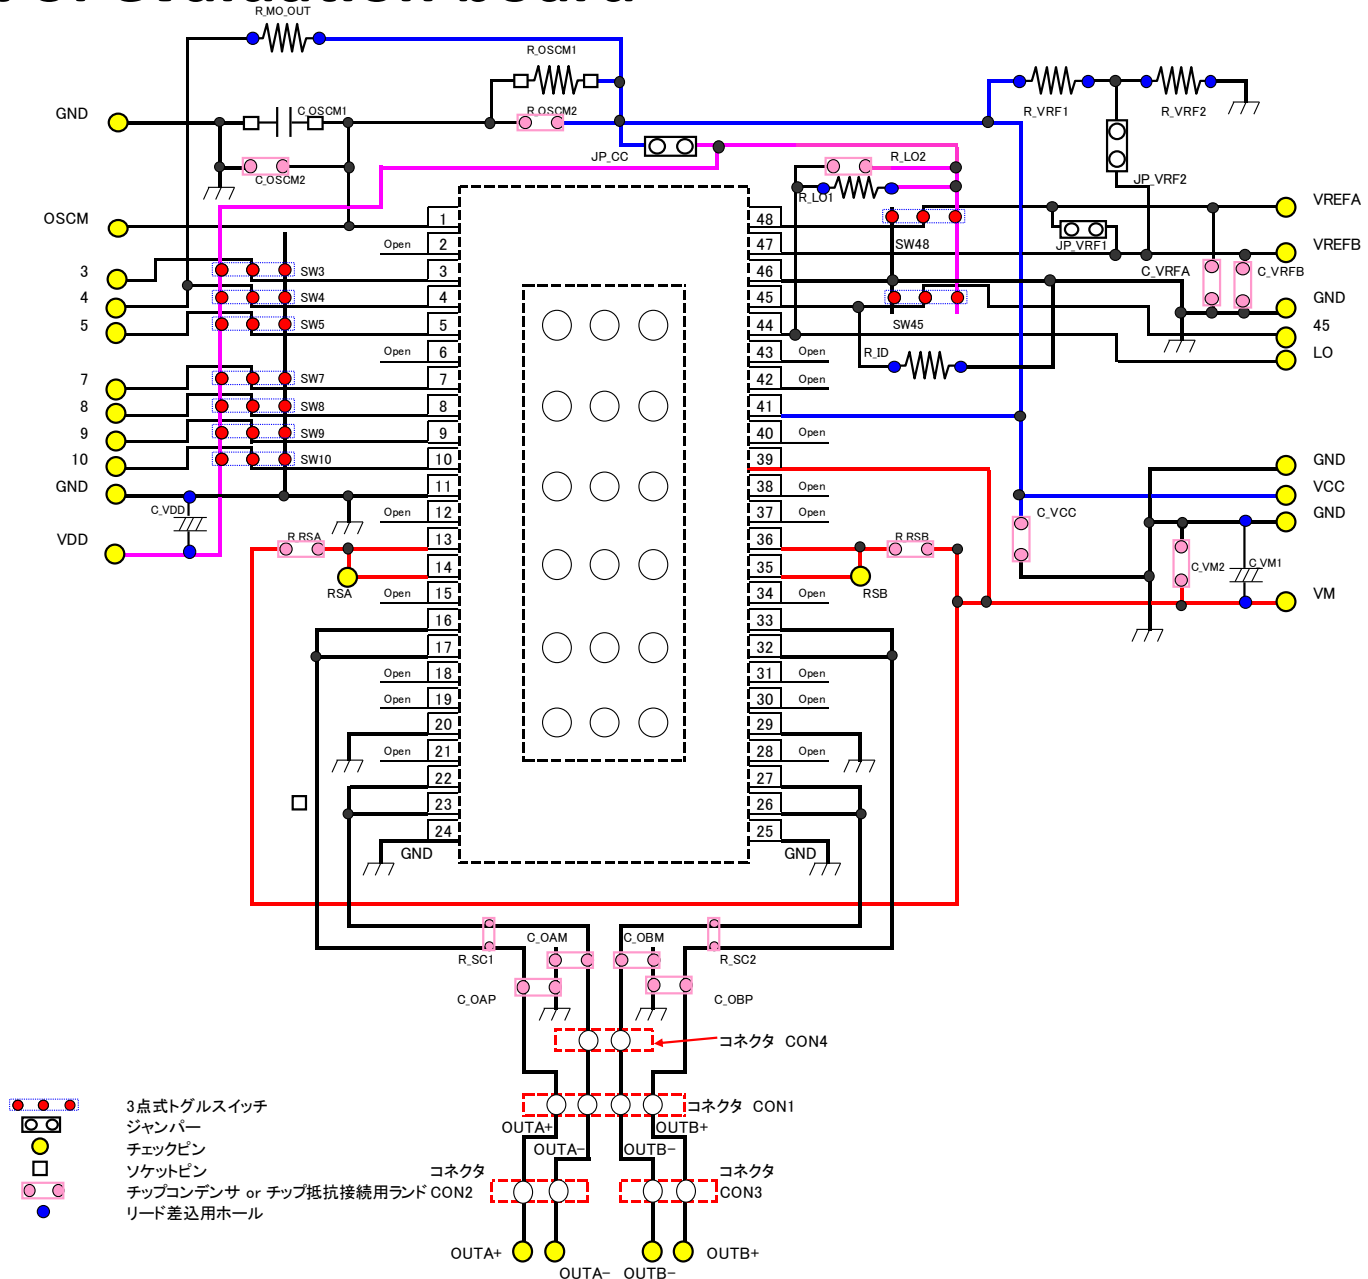 R_MO_OUT
R_OSCM1
GND
C_OSCM1
R_OSCM2
R_VRF1
R_VRF2
JP_CC
R_LO2
C_OSCM2
JP_VRF2
R_LO1
VREFA
OSCM
1
48
SW48
JP_VRF1
VREFB
Open
2
47
3
SW3
3
46
C_VRFA
C_VRFB
4
SW4
4
45
GND
5
SW5
5
44
SW45
45
Open
6
43
Open
R_ID
LO
7
SW7
7
42
Open
8
SW8
8
41
9
SW9
9
40
Open
10
SW10
10
39
GND
GND
11
38
Open
VCC
C_VDD
Open
12
37
Open
C_VCC
GND
VDD
R_RSA
13
36
R_RSB
14
35
C_VM2
C_VM1
RSA
Open
15
34
Open
RSB
VM
16
33
17
32
Open
18
31
Open
Open
19
30
Open
20
29
Open
21
28
Open
22
27
23
26
24
25
GND
GND
C_OAM
C_OBM
R_SC1
R_SC2
C_OAP
C_OBP
コネクタ CON4
3点式トグルスイッチ
コネクタ CON1
ジャンパー
OUTA+
OUTB+
チェックピン
OUTA-
OUTB-
ソケットピン
コネクタ
CON2
コネクタ
CON3
チップコンデンサ or チップ抵抗接続用ランド
リード差込用ホール
OUTA+
OUTB+
OUTA-
OUTB-